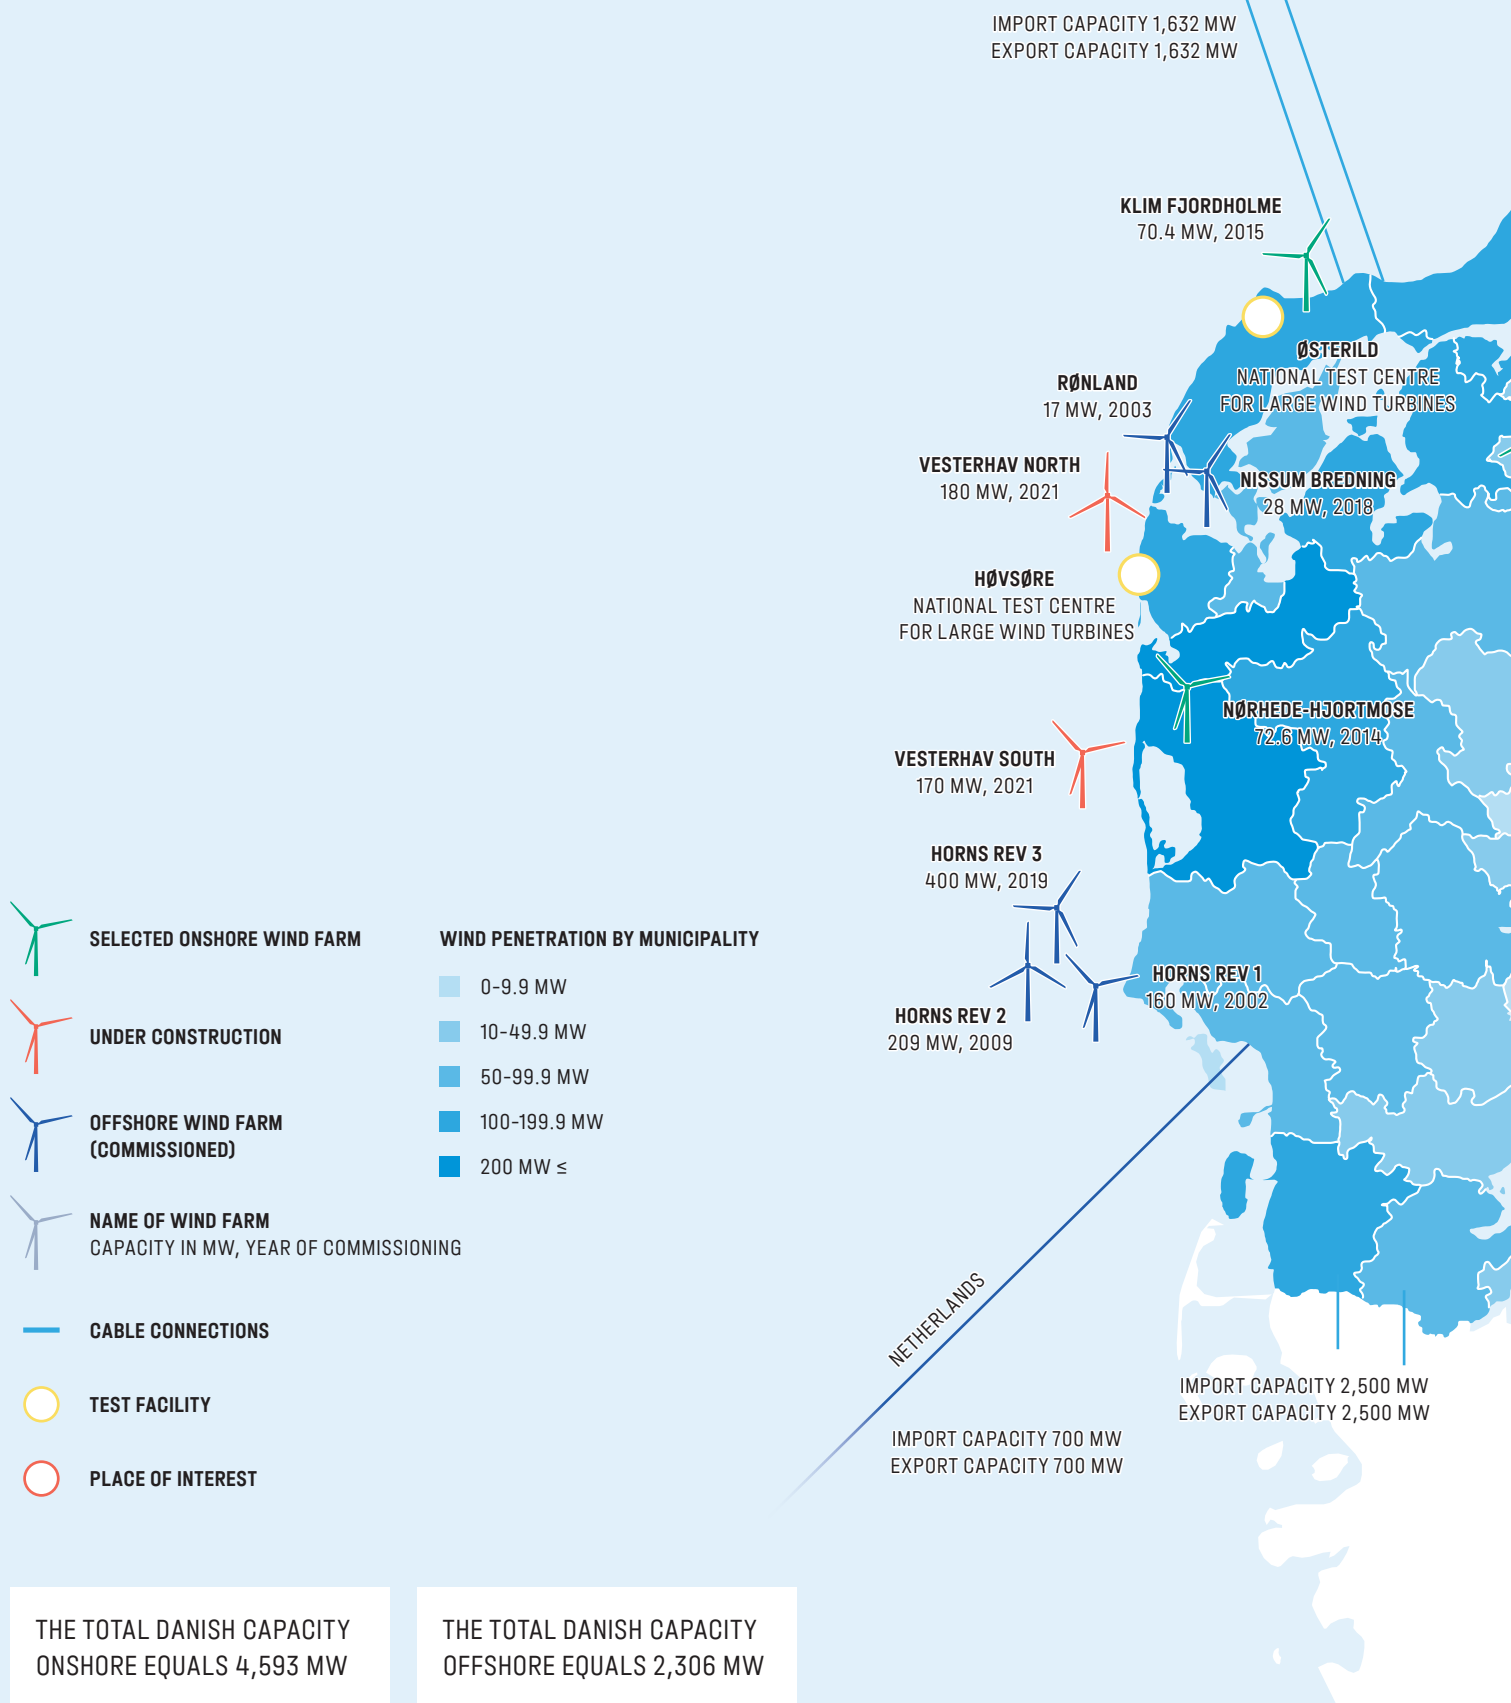 IMPORT CAPACITY 1,632 MW
EXPORT CAPACITY 1,632 MW
KLIM FJORDHOLME
70.4 MW, 2015
ØSTERILD
NATIONAL TEST CENTRE
FOR LARGE WIND TURBINES
RØNLAND
17 MW, 2003
VESTERHAV NORTH
180 MW, 2021
NISSUM BREDNING
28 MW, 2018
HØVSØRE
NATIONAL TEST CENTRE
FOR LARGE WIND TURBINES
NØRHEDE-HJORTMOSE
72.6 MW, 2014
VESTERHAV SOUTH
170 MW, 2021
HORNS REV 3
400 MW, 2019
HORNS REV 1
160 MW, 2002
HORNS REV 2
209 MW, 2009
SELECTED ONSHORE WIND FARM
UNDER CONSTRUCTION
OFFSHORE WIND FARM
(COMMISSIONED)
NAME OF WIND FARM
CAPACITY IN MW, YEAR OF COMMISSIONING
CABLE CONNECTIONS
TEST FACILITY
PLACE OF INTEREST
WIND PENETRATION BY MUNICIPALITY
0-9.9 MW
10-49.9 MW
50-99.9 MW
100-199.9 MW
200 MW ≤
NETHERLANDS
IMPORT CAPACITY 700 MW
EXPORT CAPACITY 700 MW
IMPORT CAPACITY 2,500 MW
EXPORT CAPACITY 2,500 MW
THE TOTAL DANISH CAPACITY
ONSHORE EQUALS 4,593 MW
THE TOTAL DANISH CAPACITY
OFFSHORE EQUALS 2,306 MW